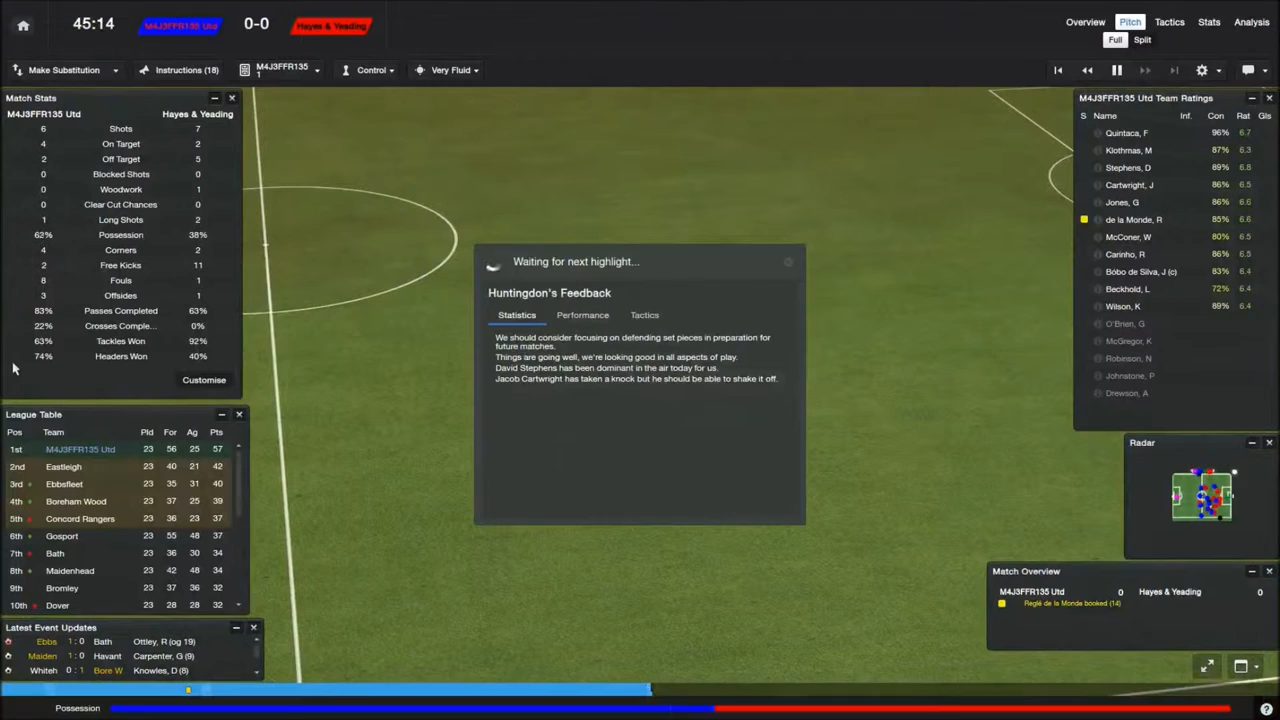 45:14 M4J3FFR135 Utd 0-0 Hayes & Yeading
Overview Pitch Tactics Stats Analysis
Full Split
Make Substitution Instructions (18) M4J3FFR135 1 Control Very Fluid
Match Stats
M4J3FFR135 Utd Hayes & Yeading
6 Shots 7
4 On Target 2
2 Off Target 5
0 Blocked Shots 0
0 Woodwork 1
0 Clear Cut Chances 0
1 Long Shots 2
62% Possession 38%
4 Corners 2
2 Free Kicks 11
8 Fouls 1
3 Offsides 1
83% Passes Completed 63%
22% Crosses Comple... 0%
63% Tackles Won 92%
74% Headers Won 40%
Customise
League Table
Pos Team Pld For Ag Pts
1st M4J3FFR135 Utd 23 56 25 57
2nd Eastleigh 23 40 21 42
3rd Ebbsfleet 23 35 31 40
4th Boreham Wood 23 37 25 39
5th Concord Rangers 23 36 23 37
6th Gosport 23 55 48 37
7th Bath 23 36 30 34
8th Maidenhead 23 42 48 34
9th Bromley 23 37 36 32
10th Dover 23 28 28 32
Latest Event Updates
Ebbs 1:0 Bath Ottley, R (og 19)
Maiden 1:0 Havant Carpenter, G (9)
Whiteh 0:1 Bore W Knowles, D (8)
Waiting for next highlight...
Huntingdon's Feedback
Statistics Performance Tactics
We should consider focusing on defending set pieces in preparation for
future matches.
Things are going well, we're looking good in all aspects of play.
David Stephens has been dominant in the air today for us.
Jacob Cartwright has taken a knock but he should be able to shake it off.
M4J3FFR135 Utd Team Ratings
S Name Inf. Con Rat Gls
Quintaca, F 96% 6.7
Klothmas, M 87% 6.3
Stephens, D 89% 6.8
Cartwright, J 86% 6.5
Jones, G 86% 6.6
de la Monde, R 85% 6.6
McConer, W 80% 6.5
Carinho, R 86% 6.5
Bóbo de Silva, J (c) 83% 6.4
Beckhold, L 72% 6.4
Wilson, K 89% 6.4
O'Brien, G
McGregor, K
Robinson, N
Johnstone, P
Drewson, A
Radar
Match Overview
M4J3FFR135 Utd 0 Hayes & Yeading 0
Reglé de la Monde booked (14)
Possession